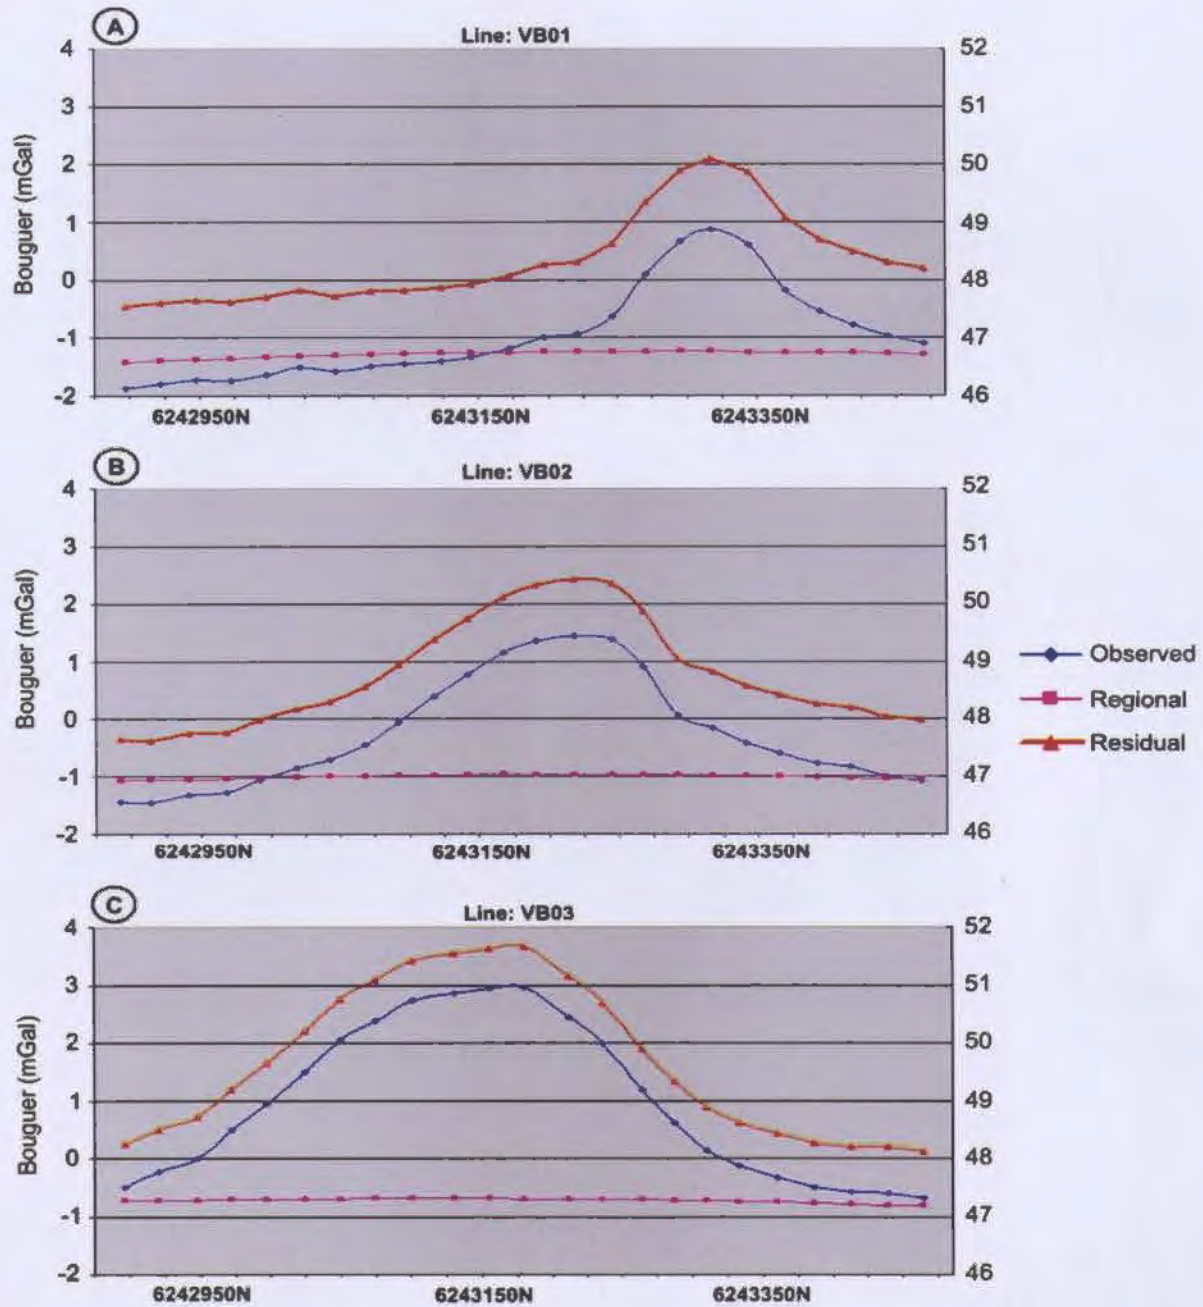 A
Line: VB01
Bouguer (mGal)
4
3
2
1
0
-1
-2
52
51
50
49
48
47
46
6242950N 6243150N 6243350N
B
Line: VB02
Bouguer (mGal)
4
3
2
1
0
-1
-2
52
51
50
49
48
47
46
6242950N 6243150N 6243350N
Observed
Regional
Residual
C
Line: VB03
Bouguer (mGal)
4
3
2
1
0
-1
-2
52
51
50
49
48
47
46
6242950N 6243150N 6243350N